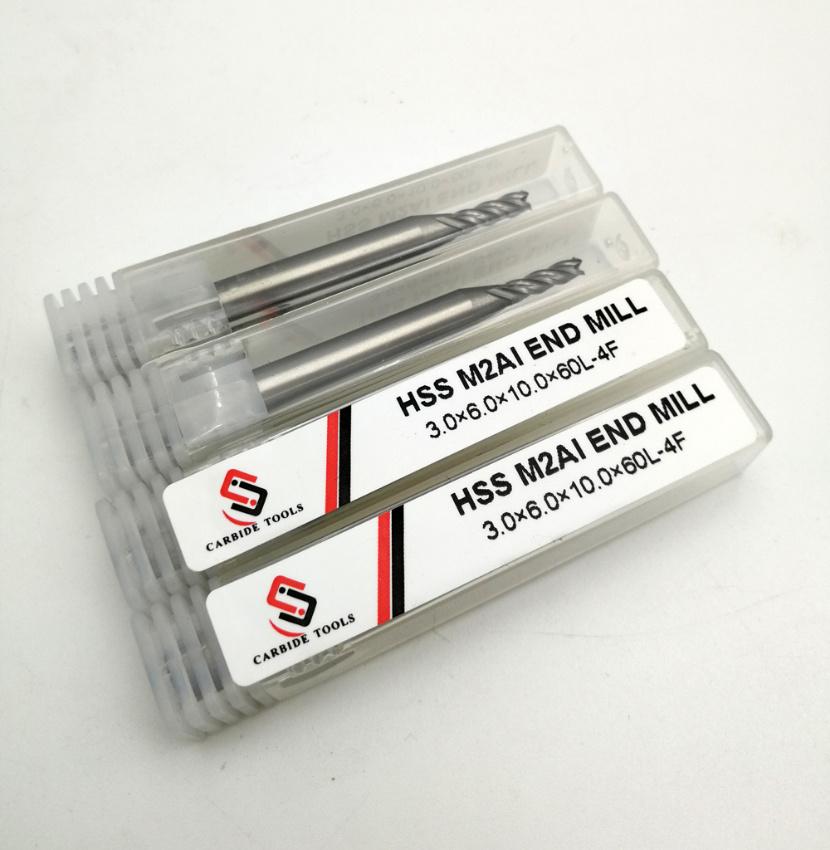 HSS M2AI END MILL
3.0×6.0×10.0×60L-4F
CARBIDE TOOLS
HSS M2AI END MILL
3.0×6.0×10.0×60L-4F
CARBIDE TOOLS